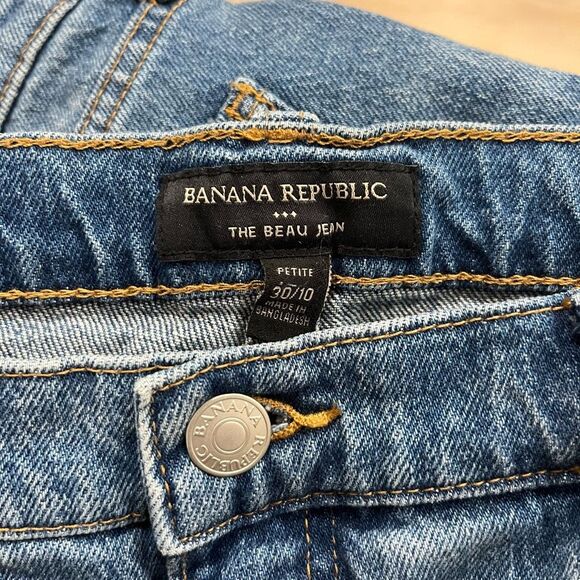 BANANA REPUBLIC
THE BEAU JEAN
PETITE
30/10
MADE IN
BANGLADESH
BANANA REPUBLIC